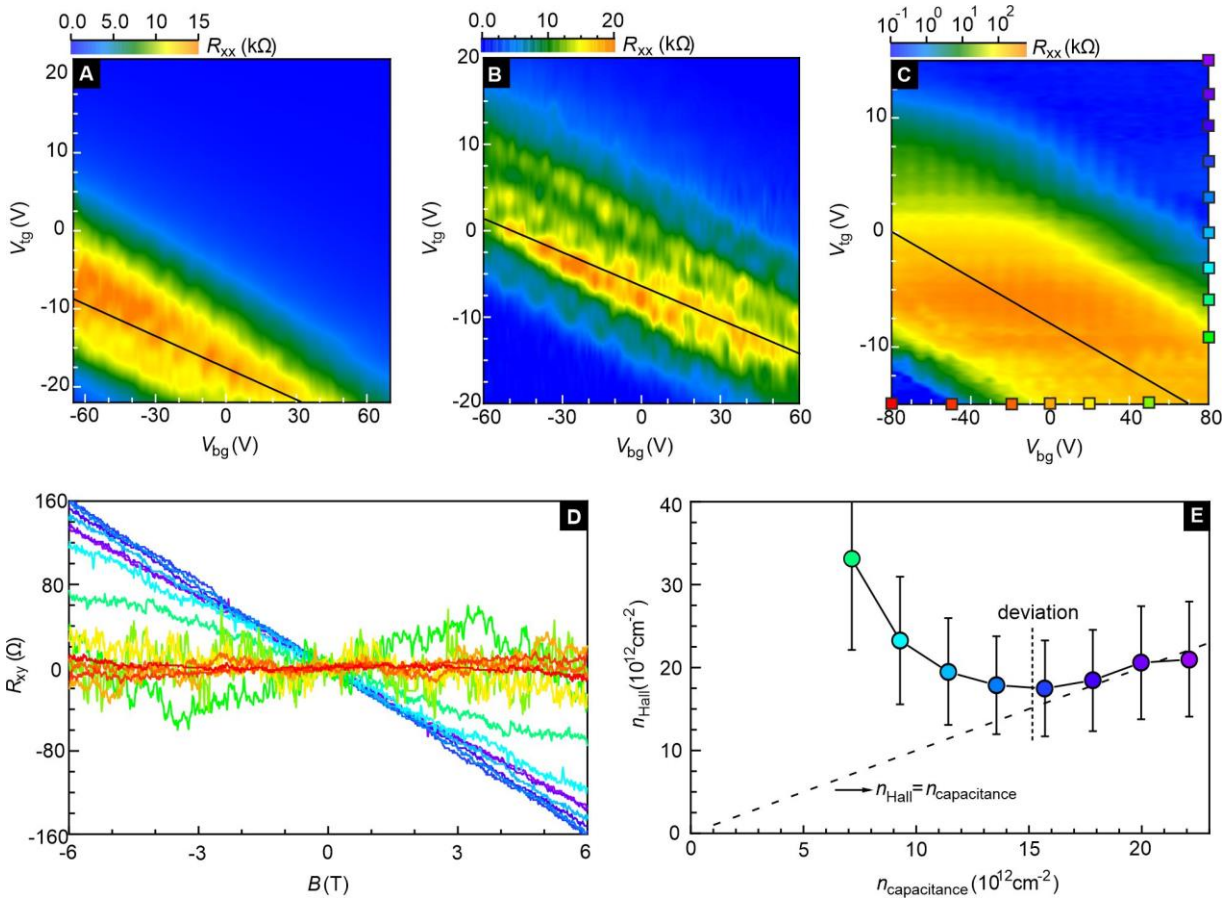 0.0 5.0 10 15
Rxx (kΩ)
A
20
10
0
-10
-20
Vtg (V)
-60 -30 0 30 60
Vbg (V)
0.0 10 20
Rxx (kΩ)
B
20
10
0
-10
-20
Vtg (V)
-60 -30 0 30 60
Vbg (V)
10-1 100 101 102
Rxx (kΩ)
C
10
0
-10
Vtg (V)
-80 -40 0 40 80
Vbg (V)
160
80
0
-80
-160
Rxy (Ω)
D
-6 -3 0 3 6
B (T)
40
30
20
10
0
nHall (1012cm-2)
E
deviation
nHall= ncapacitance
0 5 10 15 20
ncapacitance (1012cm-2)